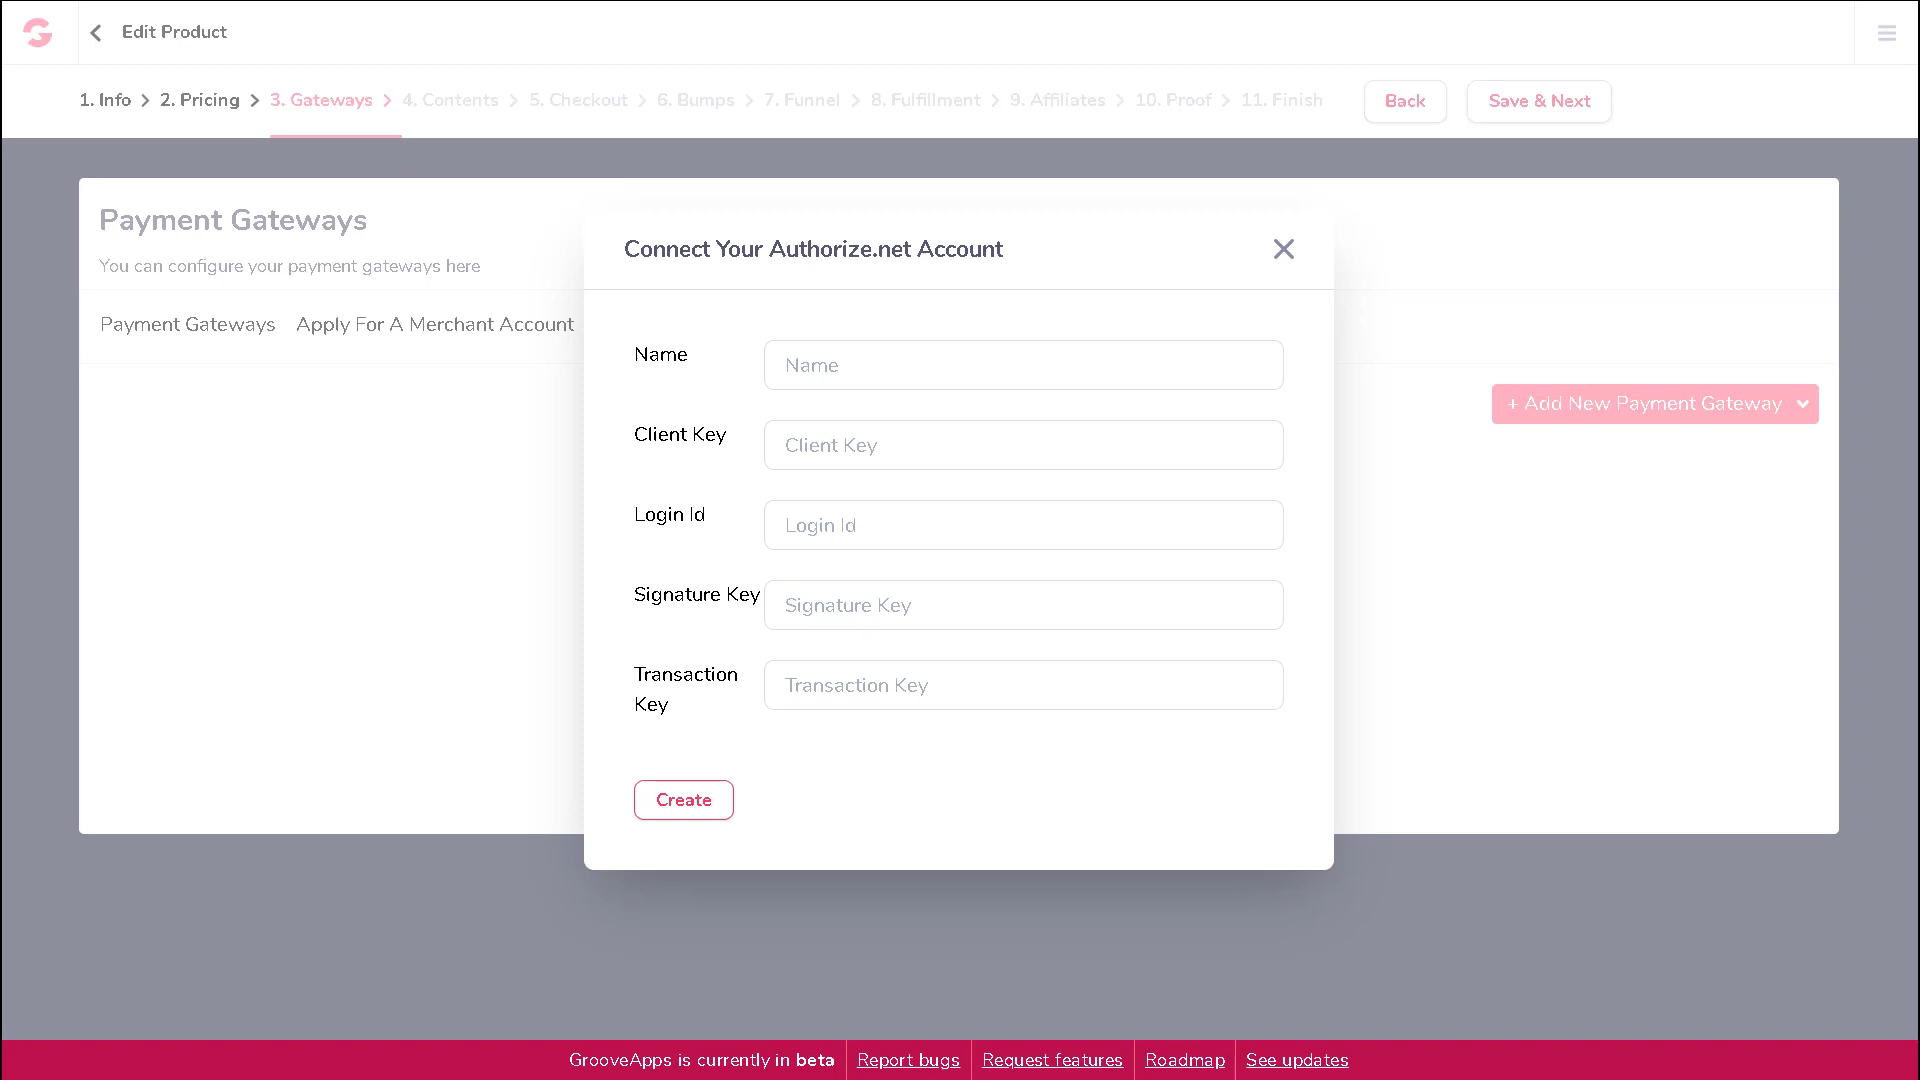 Edit Product
1. Info 2. Pricing 3. Gateways 4. Contents 5. Checkout 6. Bumps 7. Funnel 8. Fulfillment 9. Affiliates 10. Proof 11. Finish Back Save & Next
Payment Gateways
You can configure your payment gateways here
Payment Gateways Apply For A Merchant Account
+ Add New Payment Gateway
Connect Your Authorize.net Account
Name Name
Client Key Client Key
Login Id Login Id
Signature Key Signature Key
Transaction Key Transaction Key
Create
GrooveApps is currently in beta Report bugs Request features Roadmap See updates